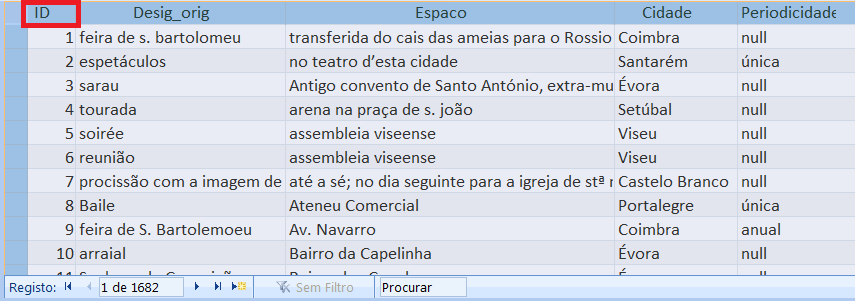 ID Desig_orig Espaco Cidade Periodicidade
1 feira de s. bartolomeu transferida do cais das ameias para o Rossio Coimbra null
2 espetáculos no teatro d’esta cidade Santarém única
3 sarau Antigo convento de Santo António, extra-mu Évora null
4 tourada arena na praça de s. joão Setúbal null
5 soirée assembleia viseense Viseu null
6 reunião assembleia viseense Viseu null
7 procissão com a imagem de até a sé; no dia seguinte para a igreja de stª Castelo Branco null
8 Baile Ateneu Comercial Portalegre única
9 feira de S. Bartolemoeu Av. Navarro Coimbra anual
10 arraial Bairro da Capelinha Évora null
Registo: 1 de 1682 Sem Filtro Procurar